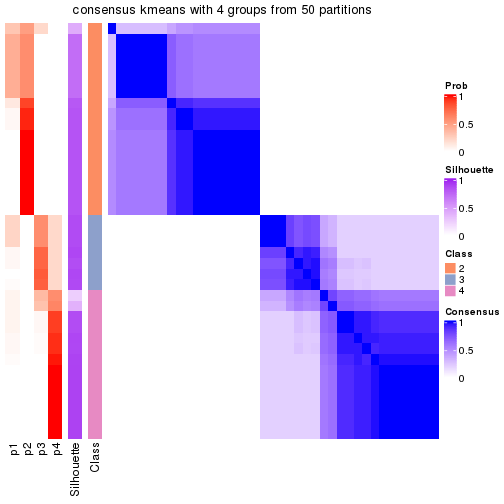 consensus kmeans with 4 groups from 50 partitions
Prob
1
0.5
0
Silhouette
1
0.5
0
Class
2
3
4
Consensus
1
0.5
0
p1
p2
p3
p4
Silhouette
Class